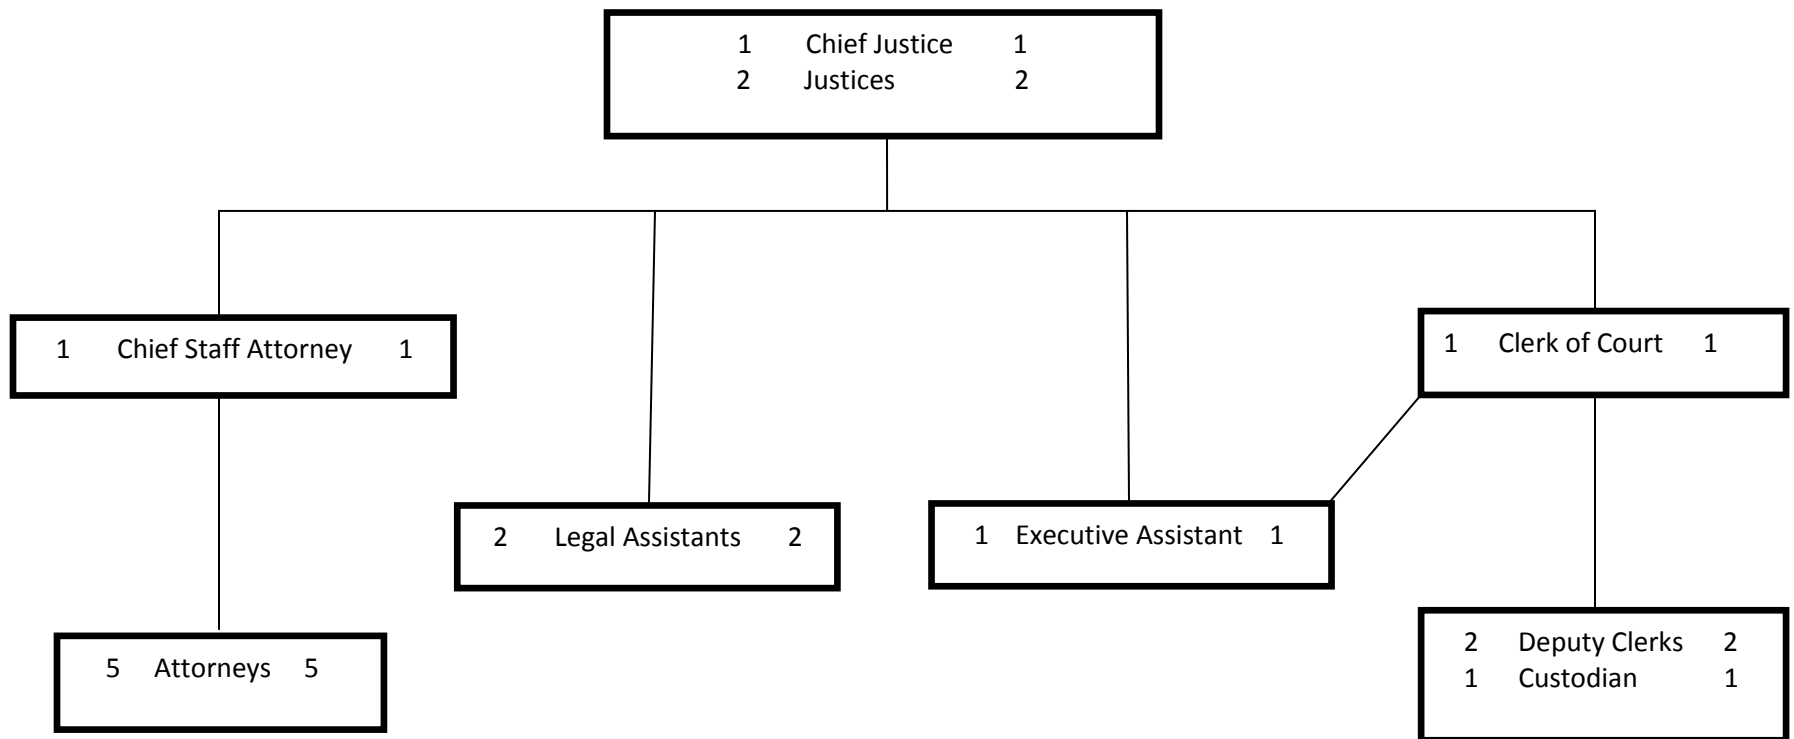 1 Chief Justice 1
2 Justices 2
1 Chief Staff Attorney 1
1 Clerk of Court 1
2 Legal Assistants 2
1 Executive Assistant 1
5 Attorneys 5
2 Deputy Clerks 2
1 Custodian 1